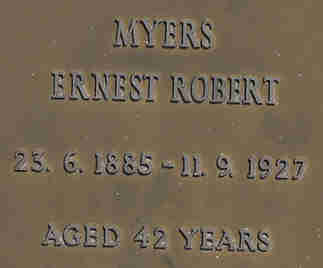 MYERS
ERNEST ROBERT
23. 6. 1885 - 11. 9. 1927
AGED 42 YEARS